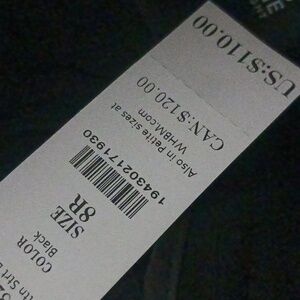 US:$110.00
CAN:$120.00
Also in Petite sizes at
WHBM.com
194302171930
SIZE
8R
COLOR
Black